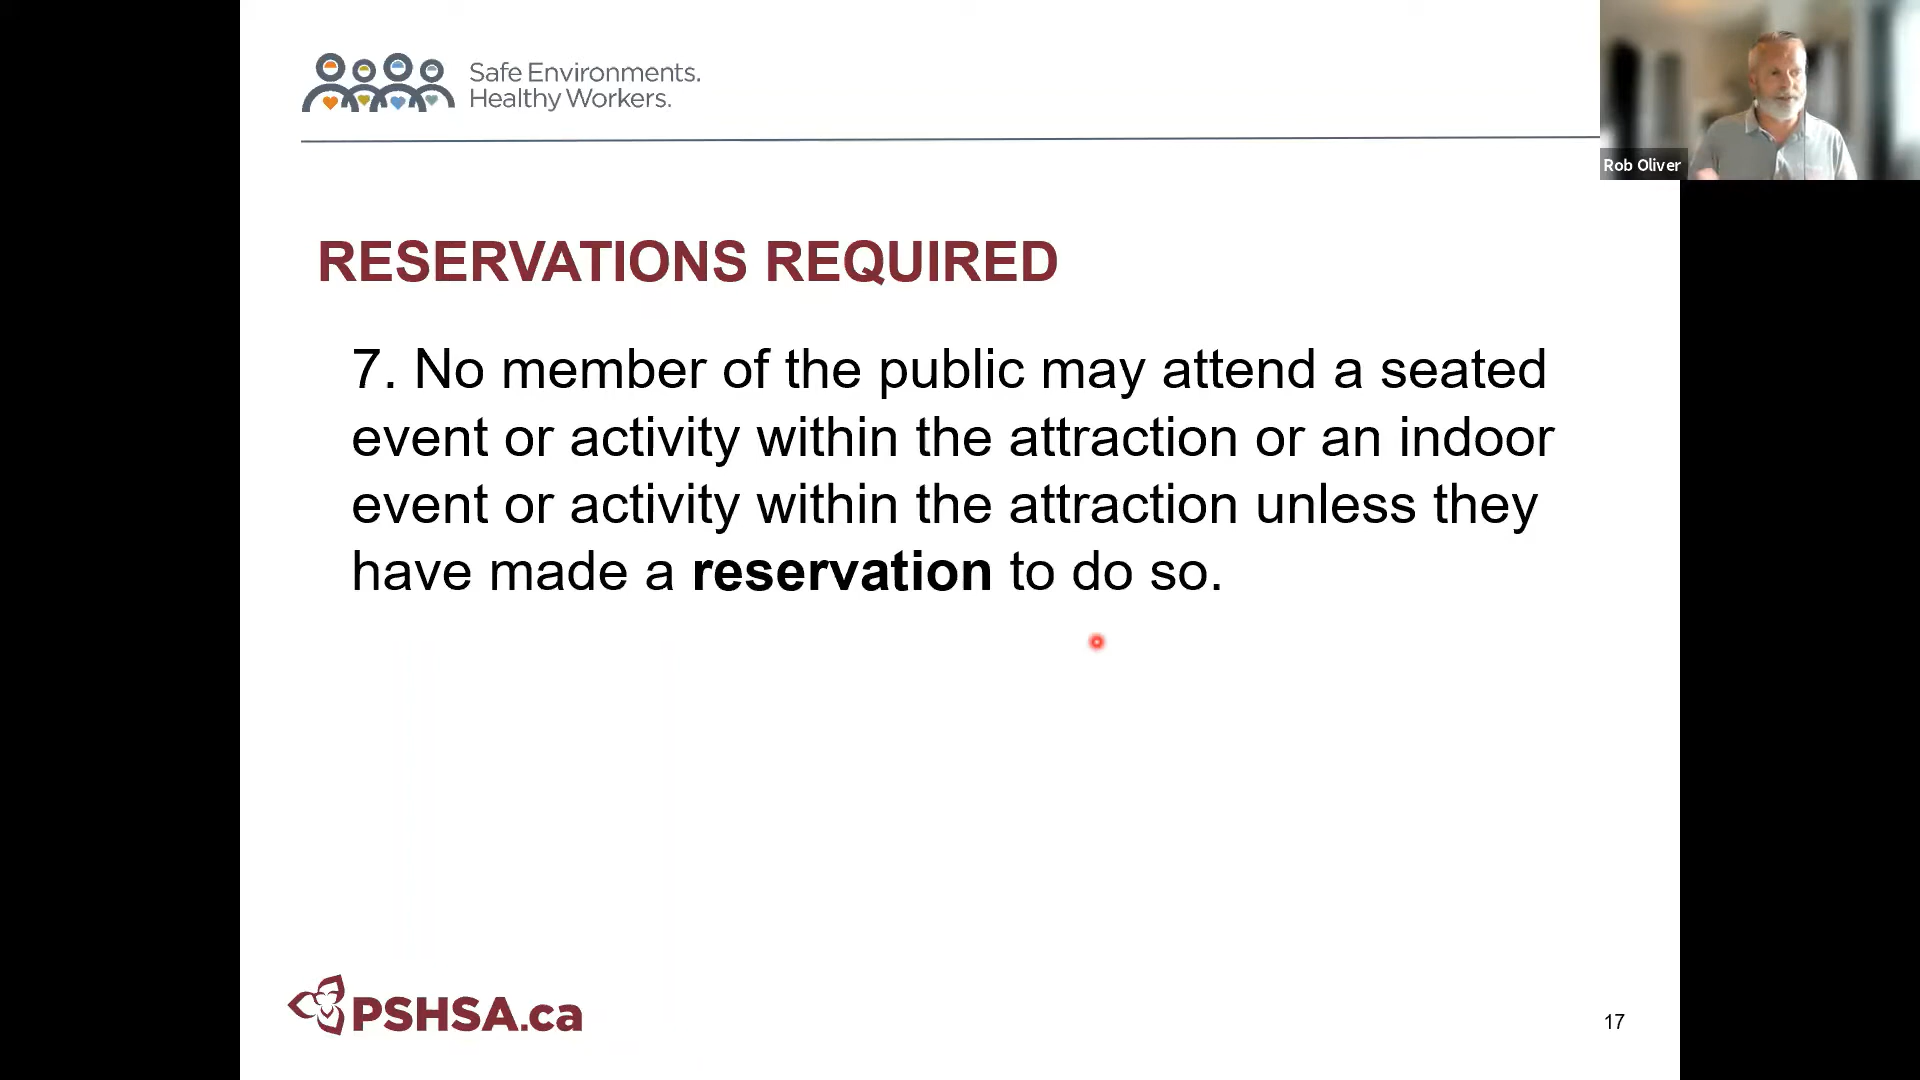 Safe Environments.
Healthy Workers.
Rob Oliver
RESERVATIONS REQUIRED
7. No member of the public may attend a seated
event or activity within the attraction or an indoor
event or activity within the attraction unless they
have made a reservation to do so.
PSHSA.ca
17